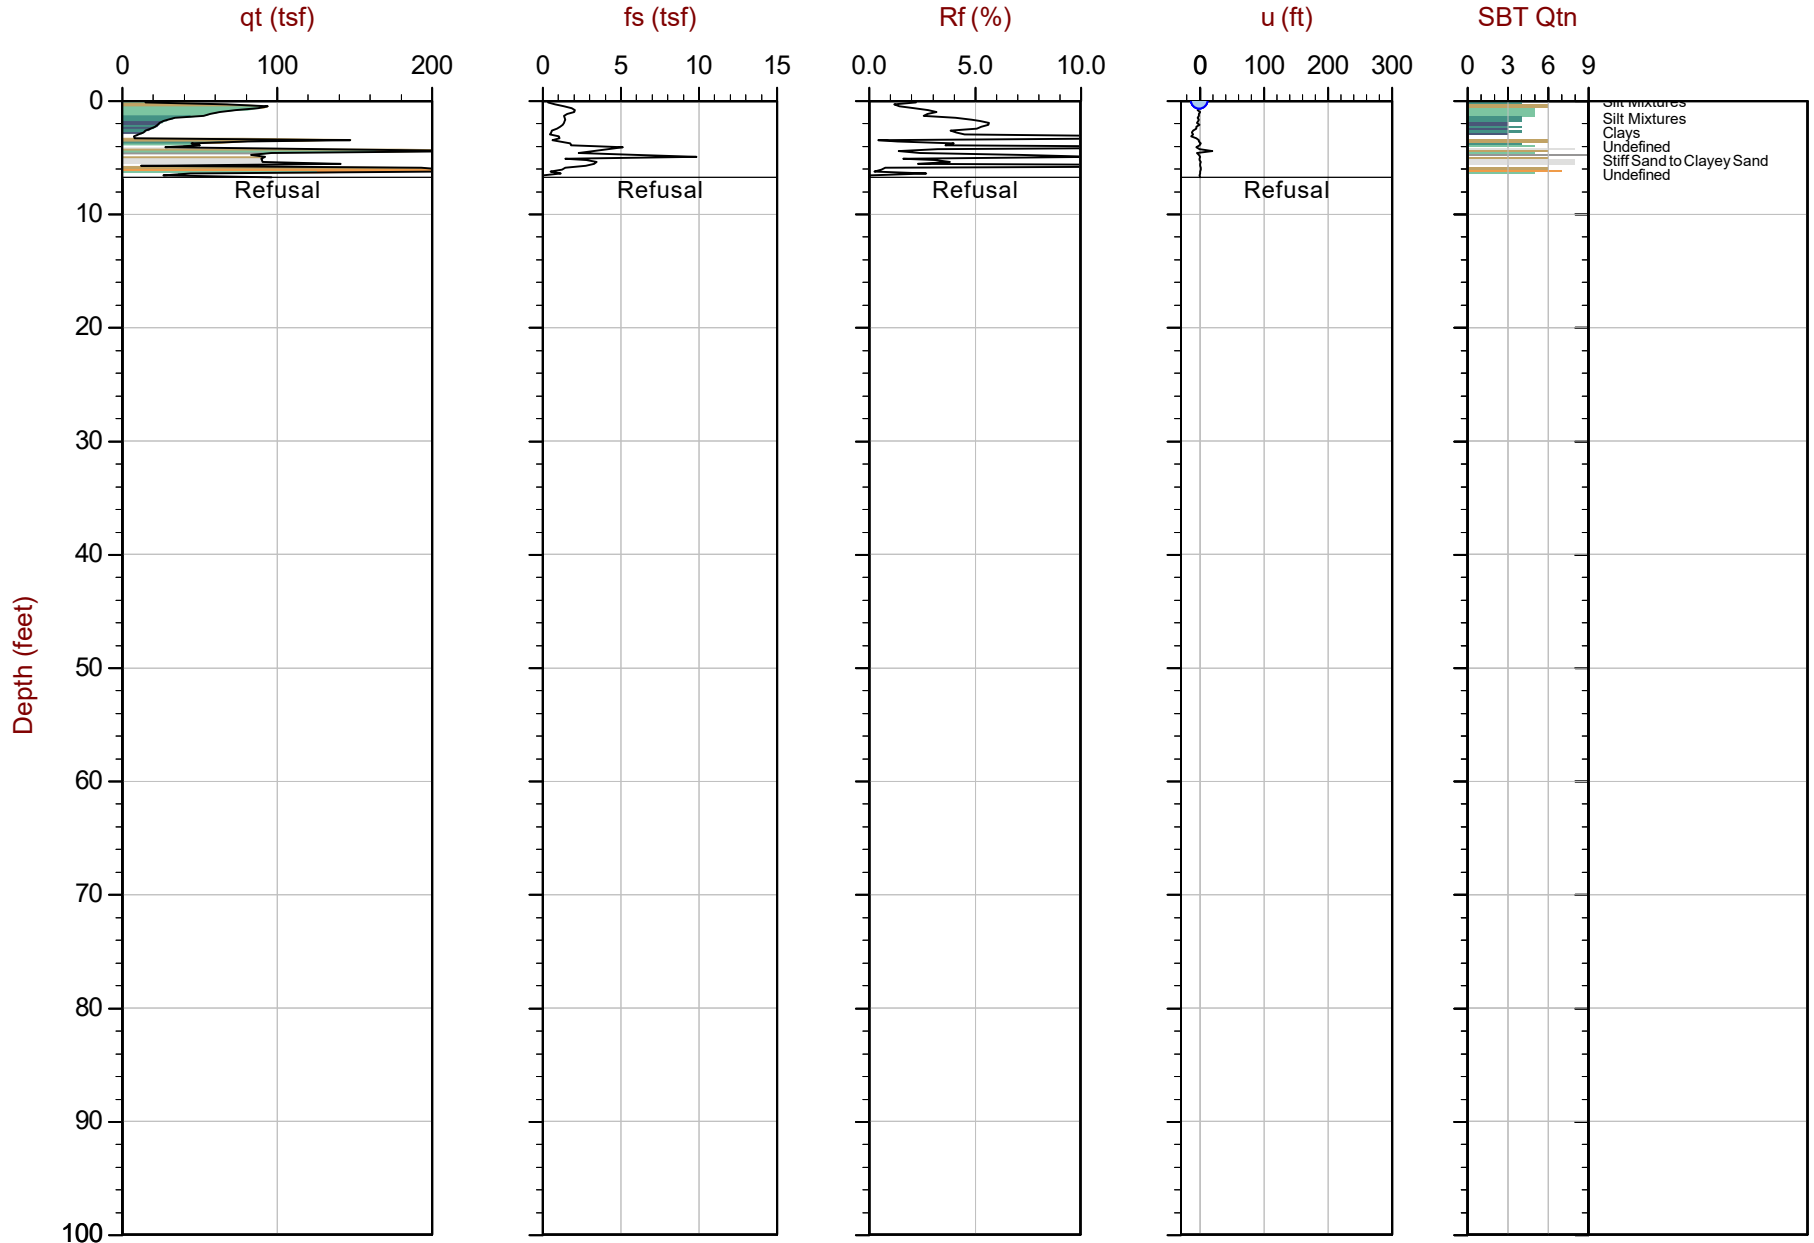 qt (tsf) fs (tsf) Rf (%) u (ft) SBT Qtn
0 100 200 0 5 10 15 0.0 5.0 10.0 0 100 200 300 0 3 6 9
0
Silt Mixtures
Silt Mixtures
Clays
Undefined
Stiff Sand to Clayey Sand
Undefined
Refusal Refusal Refusal Refusal
10
20
30
40
50
Depth (feet)
60
70
80
90
100